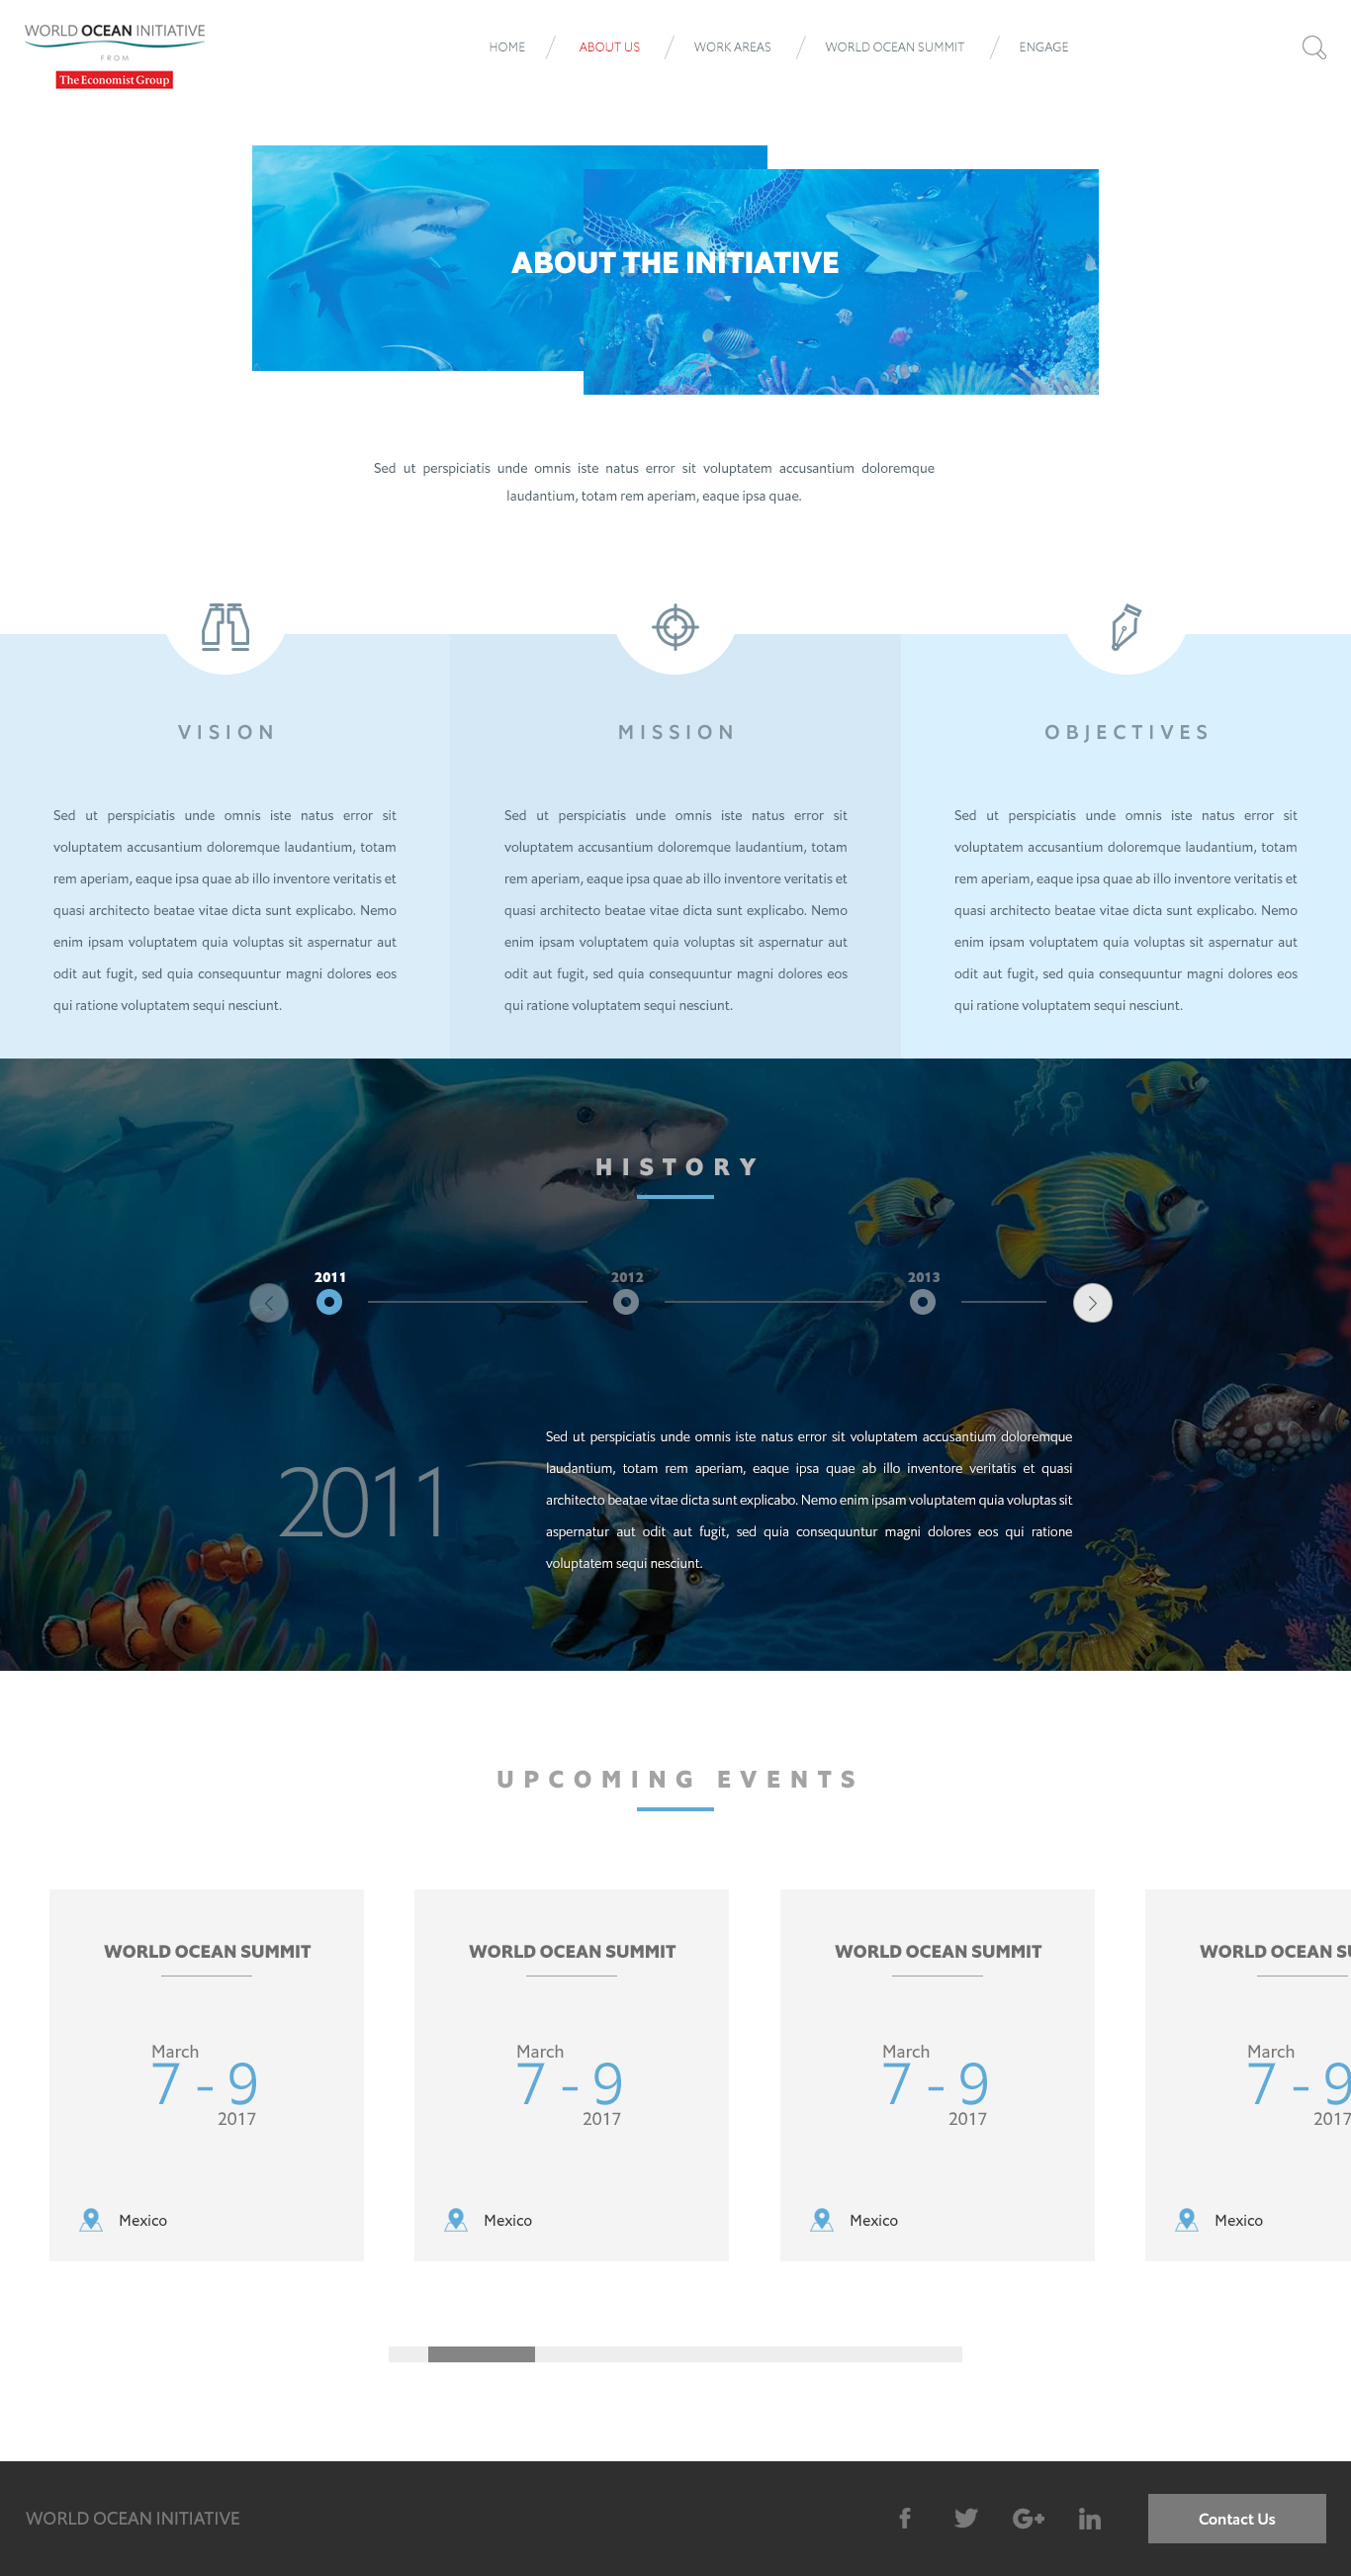 WORLD OCEAN INITIATIVE
FROM
The Economist Group
HOME
ABOUT US
WORK AREAS
WORLD OCEAN SUMMIT
ENGAGE
ABOUT THE INITIATIVE
Sed ut perspiciatis unde omnis iste natus error sit voluptatem accusantium doloremque
laudantium, totam rem aperiam, eaque ipsa quae.
VISION
Sed ut perspiciatis unde omnis iste natus error sit
voluptatem accusantium doloremque laudantium, totam
rem aperiam, eaque ipsa quae ab illo inventore veritatis et
quasi architecto beatae vitae dicta sunt explicabo. Nemo
enim ipsam voluptatem quia voluptas sit aspernatur aut
odit aut fugit, sed quia consequuntur magni dolores eos
qui ratione voluptatem sequi nesciunt.
MISSION
Sed ut perspiciatis unde omnis iste natus error sit
voluptatem accusantium doloremque laudantium, totam
rem aperiam, eaque ipsa quae ab illo inventore veritatis et
quasi architecto beatae vitae dicta sunt explicabo. Nemo
enim ipsam voluptatem quia voluptas sit aspernatur aut
odit aut fugit, sed quia consequuntur magni dolores eos
qui ratione voluptatem sequi nesciunt.
OBJECTIVES
Sed ut perspiciatis unde omnis iste natus error sit
voluptatem accusantium doloremque laudantium, totam
rem aperiam, eaque ipsa quae ab illo inventore veritatis et
quasi architecto beatae vitae dicta sunt explicabo. Nemo
enim ipsam voluptatem quia voluptas sit aspernatur aut
odit aut fugit, sed quia consequuntur magni dolores eos
qui ratione voluptatem sequi nesciunt.
HISTORY
2011
2012
2013
2011
Sed ut perspiciatis unde omnis iste natus error sit voluptatem accusantium doloremque
laudantium, totam rem aperiam, eaque ipsa quae ab illo inventore veritatis et quasi
architecto beatae vitae dicta sunt explicabo. Nemo enim ipsam voluptatem quia voluptas sit
aspernatur aut odit aut fugit, sed quia consequuntur magni dolores eos qui ratione
voluptatem sequi nesciunt.
UPCOMING EVENTS
WORLD OCEAN SUMMIT
March
7 - 9
2017
Mexico
WORLD OCEAN SUMMIT
March
7 - 9
2017
Mexico
WORLD OCEAN SUMMIT
March
7 - 9
2017
Mexico
WORLD OCEAN SU
March
7 - 9
2017
Mexico
WORLD OCEAN INITIATIVE
Contact Us